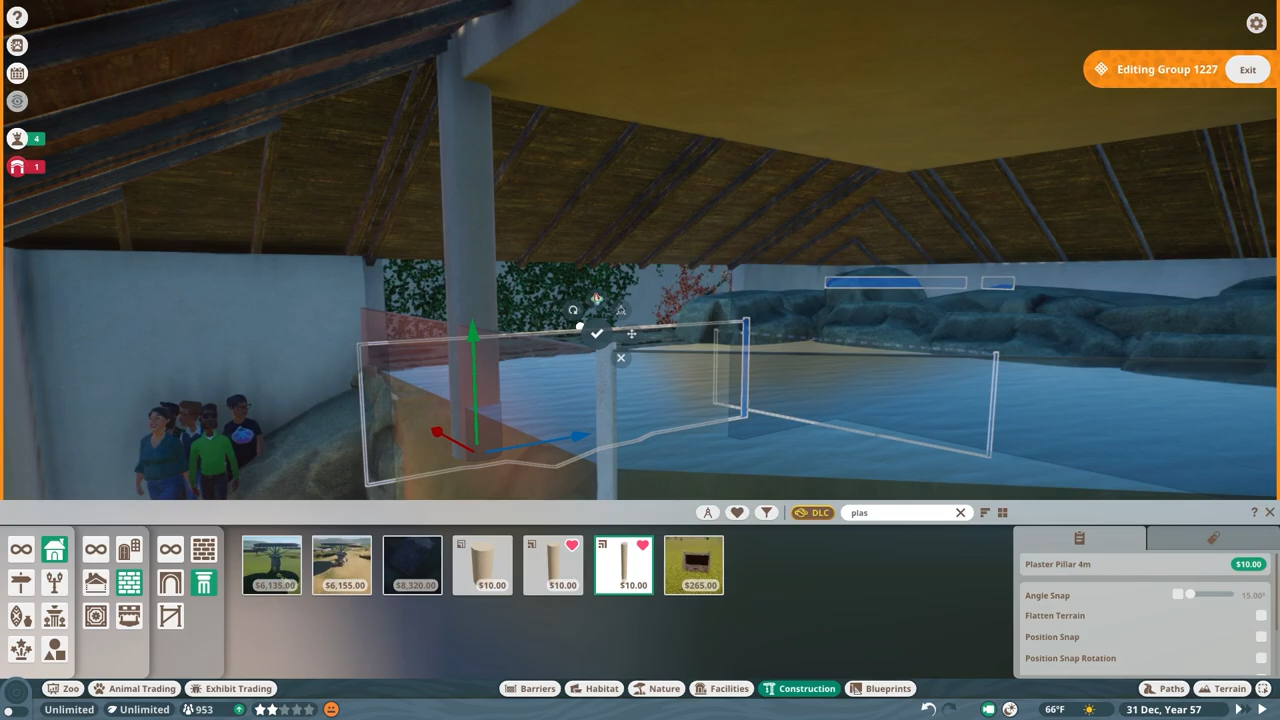 Editing Group 1227
Exit
4
1
DLC
plas
?
$6,135.00
$6,155.00
$8,320.00
$10.00
$10.00
$10.00
$265.00
Plaster Pillar 4m
$10.00
Angle Snap
15.00°
Flatten Terrain
Position Snap
Position Snap Rotation
Zoo
Animal Trading
Exhibit Trading
Barriers
Habitat
Nature
Facilities
Construction
Blueprints
Paths
Terrain
Unlimited
Unlimited
953
66°F
31 Dec, Year 57